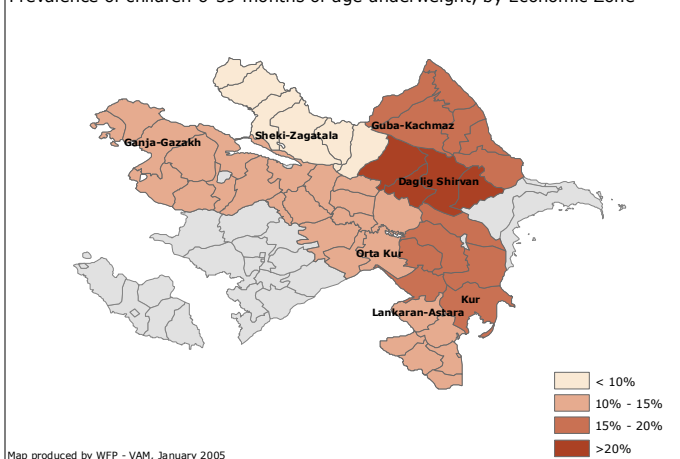 Prevalence of children 6-59 months of age underweight, by Economic Zone
Sheki-Zagatala
Guba-Kachmaz
Ganja-Gazakh
Daglig Shirvan
Orta Kur
Kur
Lankaran-Astara
< 10%
10% - 15%
15% - 20%
>20%
Map produced by WFP - VAM, January 2005